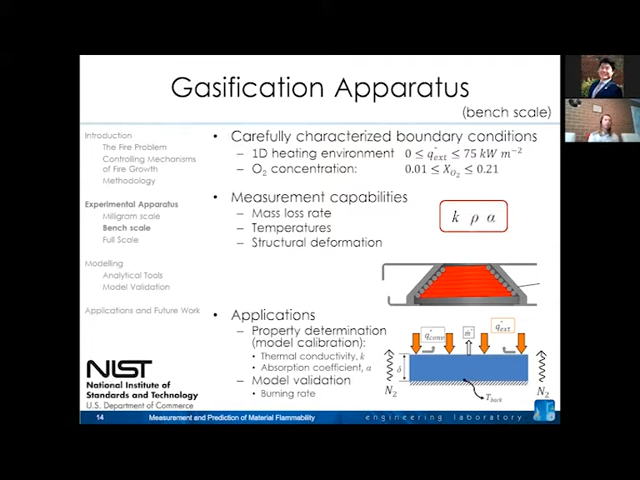 Gasification Apparatus
(bench scale)
Introduction
The Fire Problem
Controlling Mechanisms
of Fire Growth
Methodology
Experimental Apparatus
Milligram scale
Bench scale
Full Scale
Modelling
Analytical Tools
Model Validation
Applications and Future Work
• Carefully characterized boundary conditions
– 1D heating environment 0 ≤ q̇″ext ≤ 75 kW m⁻²
– O₂ concentration: 0.01 ≤ X_O₂ ≤ 0.21
• Measurement capabilities
– Mass loss rate
– Temperatures
– Structural deformation
k ρ α
• Applications
– Property determination
(model calibration)
• Thermal conductivity, k
• Absorption coefficient, α
– Model validation
• Burning rate
q̇″conv ṁ″ q̇″ext
δ
N₂ N₂
T_back
NIST
National Institute of
Standards and Technology
U.S. Department of Commerce
14 Measurement and Prediction of Material Flammability engineering laboratory